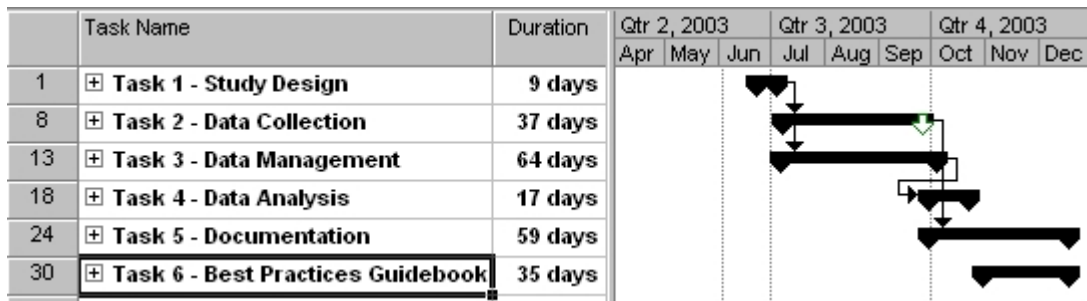 Task Name Duration Qtr 2, 2003 Qtr 3, 2003 Qtr 4, 2003
Apr May Jun Jul Aug Sep Oct Nov Dec
1 Task 1 - Study Design 9 days
8 Task 2 - Data Collection 37 days
13 Task 3 - Data Management 64 days
18 Task 4 - Data Analysis 17 days
24 Task 5 - Documentation 59 days
30 Task 6 - Best Practices Guidebook 35 days